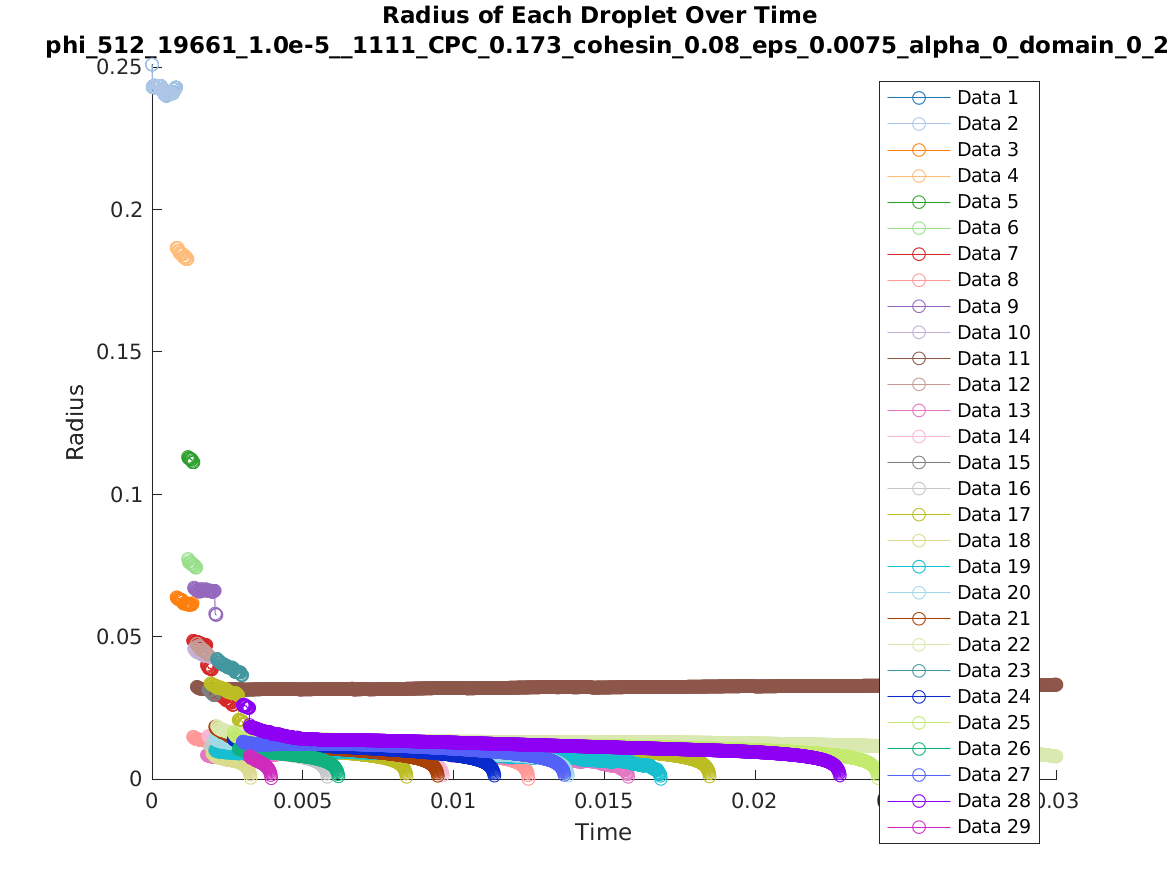 Radius of Each Droplet Over Time
phi_512_19661_1.0e-5__1111_CPC_0.173_cohesin_0.08_eps_0.0075_alpha_0_domain_0_2
0.25
0.2
0.15
0.1
0.05
0
Radius
0 0.005 0.01 0.015 0.02 0.03
Time
Data 1
Data 2
Data 3
Data 4
Data 5
Data 6
Data 7
Data 8
Data 9
Data 10
Data 11
Data 12
Data 13
Data 14
Data 15
Data 16
Data 17
Data 18
Data 19
Data 20
Data 21
Data 22
Data 23
Data 24
Data 25
Data 26
Data 27
Data 28
Data 29